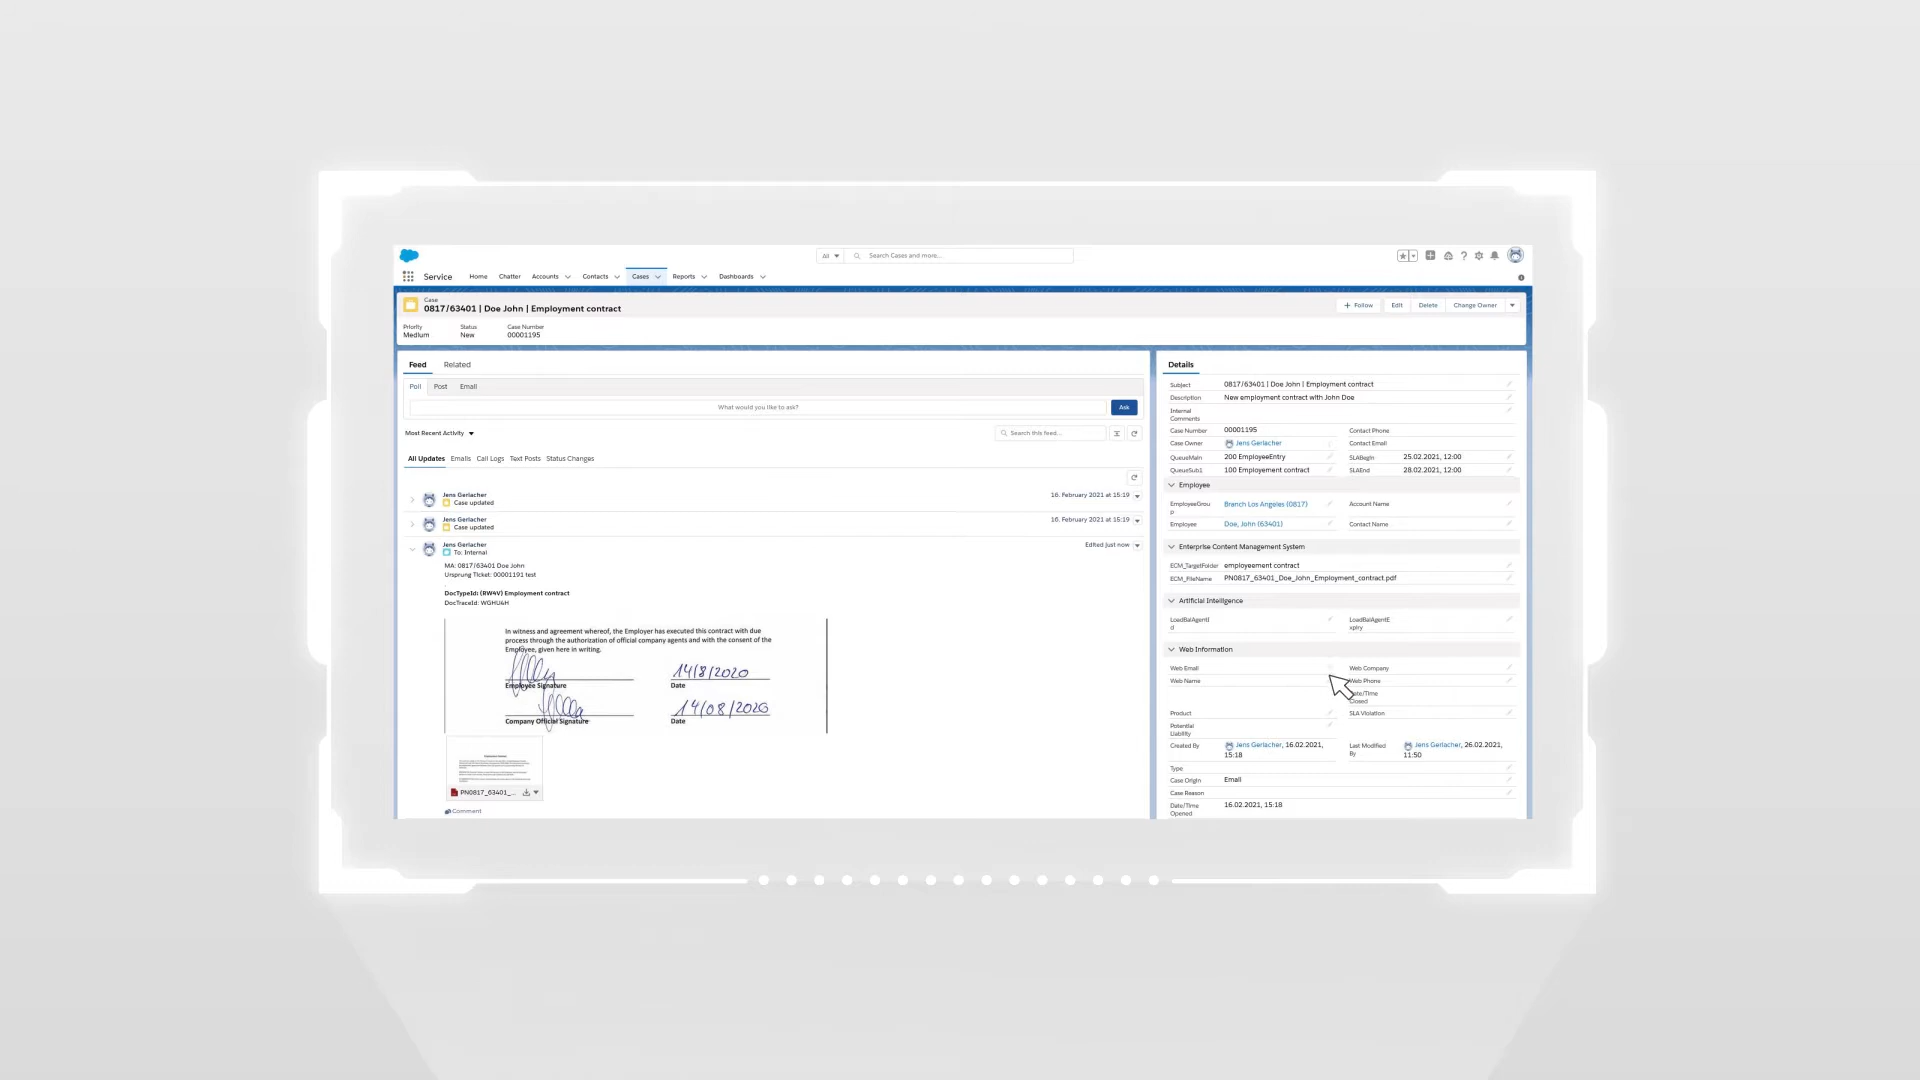 All
Search Cases and more...
Service Home Chatter Accounts Contacts Cases Reports Dashboards
Case
0817/63401 | Doe John | Employment contract
+ Follow Edit Delete Change Owner
Priority Status Case Number
Medium New 00001195
Feed Related
Poll Post Email
What would you like to ask?
Ask
Most Recent Activity
Search this feed...
All Updates Emails Call Logs Text Posts Status Changes
Jens Gerlacher
Case updated
16. February 2021 at 15:19
Jens Gerlacher
Case updated
16. February 2021 at 15:19
Jens Gerlacher
To: Internal
Edited just now
MA: 0817/63401 Doe John
Ursprung Ticket: 00001191 test
DocTypeId: (RW4V) Employment contract
DocTraceId: WGHU6H
In witness and agreement whereof, the Employer has executed this contract with due
process through the authorization of official company agents and with the consent of the
Employee, given here in writing.
14/8/2020
Employee Signature Date
14/08/2020
Company Official Signature Date
PN0817_63401_...
Comment
Details
Subject 0817/63401 | Doe John | Employment contract
Description New employment contract with John Doe
Internal
Comments
Case Number 00001195 Contact Phone
Case Owner Jens Gerlacher Contact Email
QueueMain 200 EmployeeEntry SLABegin 25.02.2021, 12:00
QueueSub1 100 Employement contract SLAEnd 28.02.2021, 12:00
Employee
EmployeeGrou
p
Branch Los Angeles (0817) Account Name
Employee Doe, John (63401) Contact Name
Enterprise Content Management System
ECM_TargetFolder employeement contract
ECM_FileName PN0817_63401_Doe_John_Employment_contract.pdf
Artificial Inteligence
LoadBalAgentI
d
LoadBalAgentE
xpiry
Web Information
Web Email Web Company
Web Name Web Phone
Date/Time
Closed
Product SLA Violation
Potential
Liability
Created By Jens Gerlacher, 16.02.2021,
15:18
Last Modified
By
Jens Gerlacher, 26.02.2021,
11:50
Type
Case Origin Email
Case Reason
Date/Time
Opened
16.02.2021, 15:18